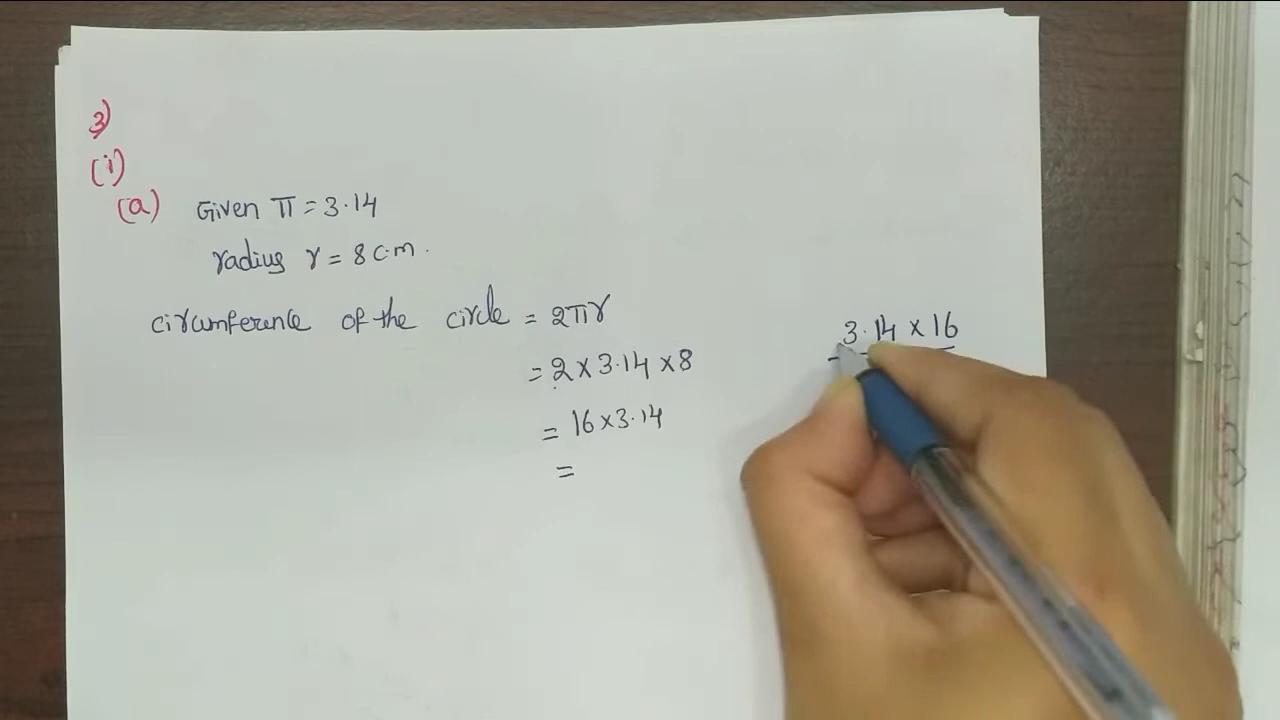 3)
(i)
(a) Given π = 3.14
radius r = 8 c.m.
circumference of the circle = 2πr
= 2 × 3.14 × 8
= 16 × 3.14
=
3.14 × 16